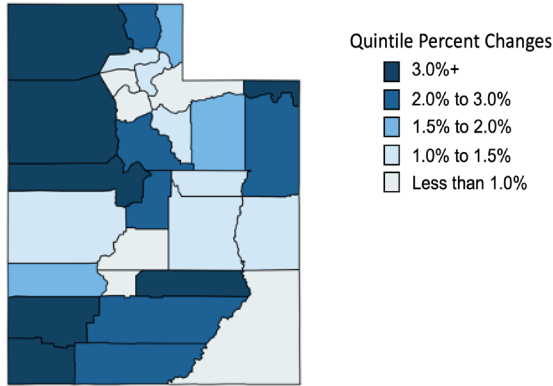 Quintile Percent Changes
3.0%+
2.0% to 3.0%
1.5% to 2.0%
1.0% to 1.5%
Less than 1.0%